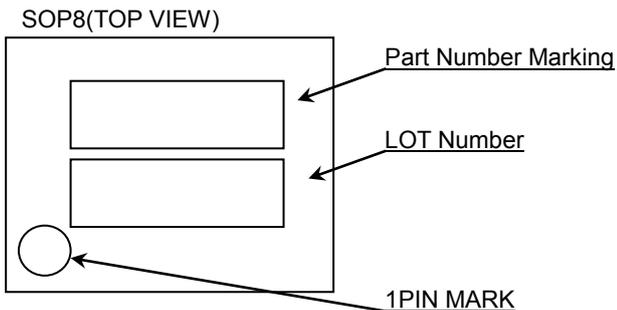 SOP8(TOP VIEW)
Part Number Marking
LOT Number
1PIN MARK